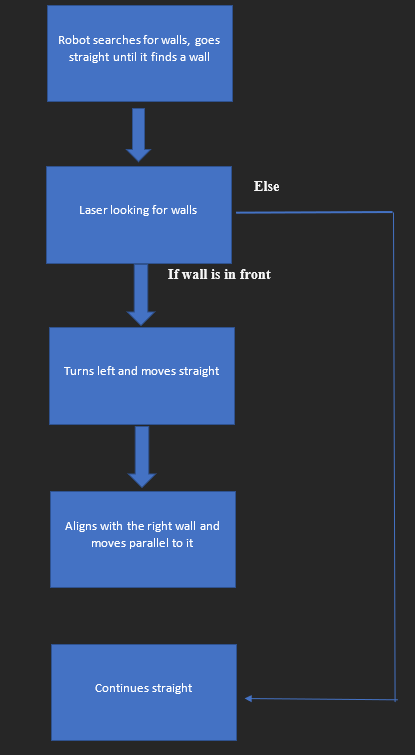 Robot searches for walls, goes
straight until it finds a wall
Else
Laser looking for walls
If wall is in front
Turns left and moves straight
Aligns with the right wall and
moves parallel to it
Continues straight